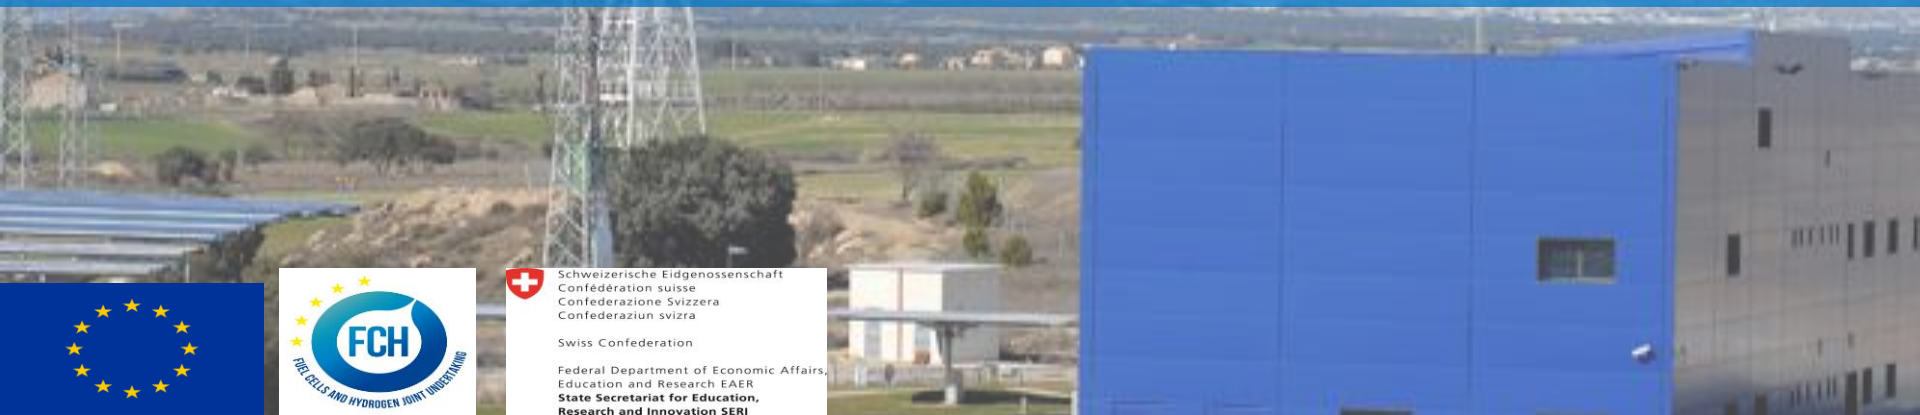 FCH
FUEL CELLS AND HYDROGEN JOINT UNDERTAKING
Schweizerische Eidgenossenschaft
Confédération suisse
Confederazione Svizzera
Confederaziun svizra
Swiss Confederation
Federal Department of Economic Affairs,
Education and Research EAER
State Secretariat for Education,
Research and Innovation SERI